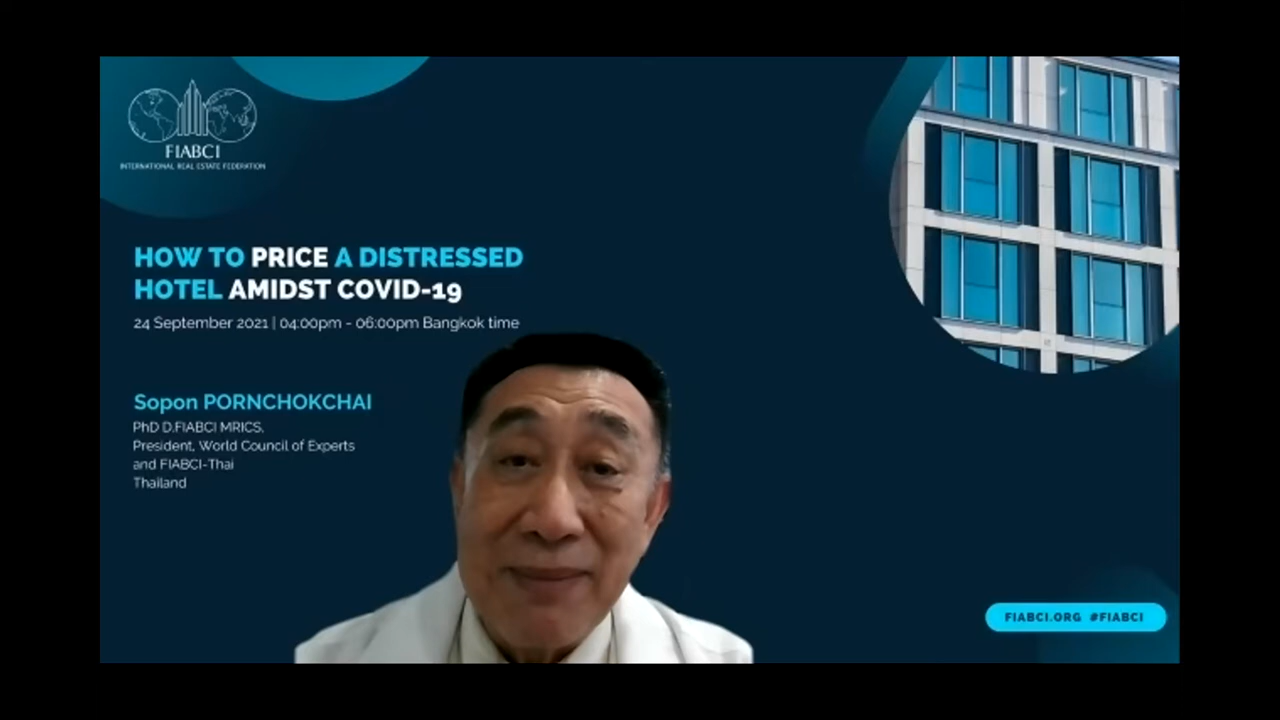 FIABCI
INTERNATIONAL REAL ESTATE FEDERATION
HOW TO PRICE A DISTRESSED
HOTEL AMIDST COVID-19
24 September 2021 | 04:00pm - 06:00pm Bangkok time
Sopon PORNCHOKCHAI
PhD D.FIABCI MRICS,
President, World Council of Experts
and FIABCI-Thai
Thailand
FIABCI.ORG #FIABCI